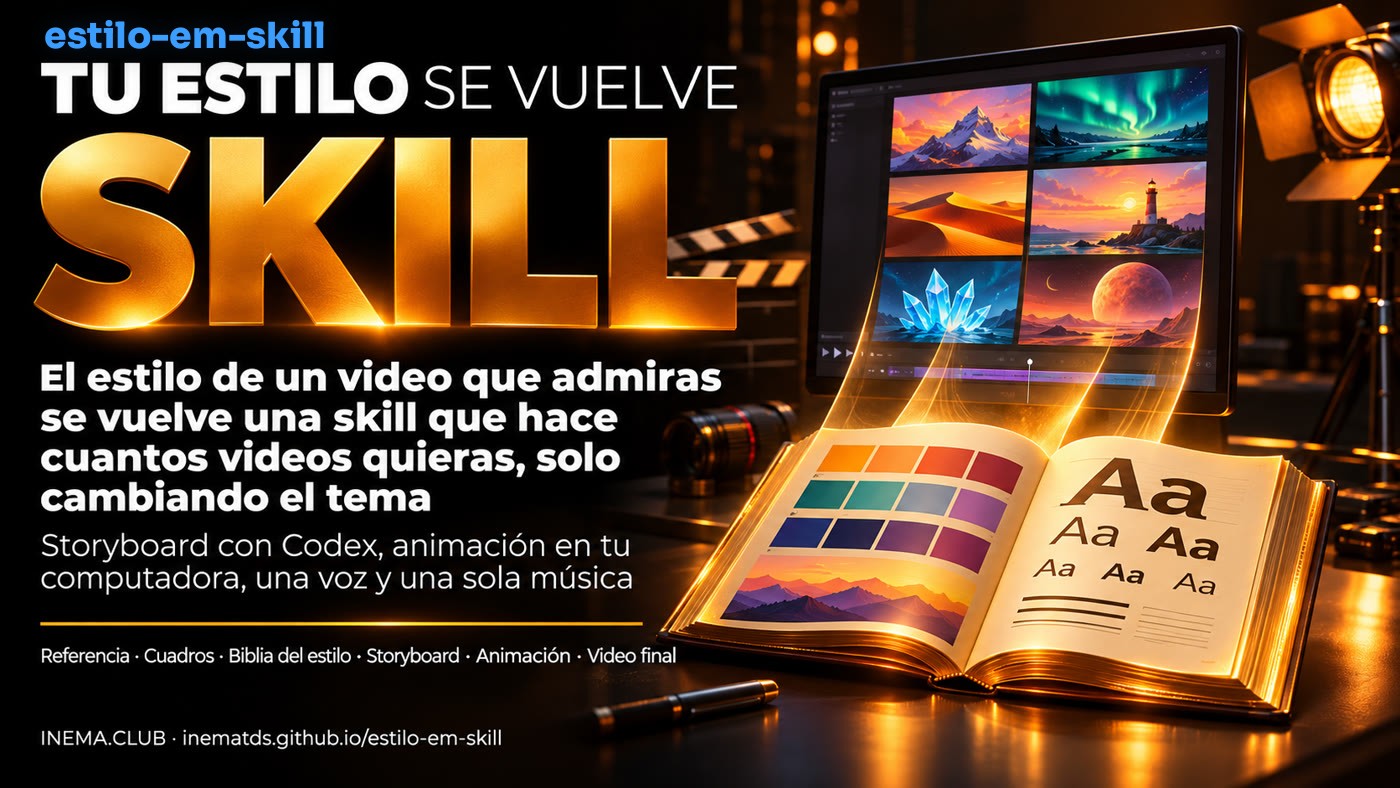 estilo-em-skill
TU ESTILO SE VUELVE
SKILL
El estilo de un video que admiras
se vuelve una skill que hace
cuantos videos quieras, solo
cambiando el tema
Storyboard con Codex, animación en tu
computadora, una voz y una sola música
Referencia · Cuadros · Biblia del estilo · Storyboard · Animación · Video final
INEMA.CLUB · inematds.github.io/estilo-em-skill
Aa
Aa Aa
Aa Aa Aa